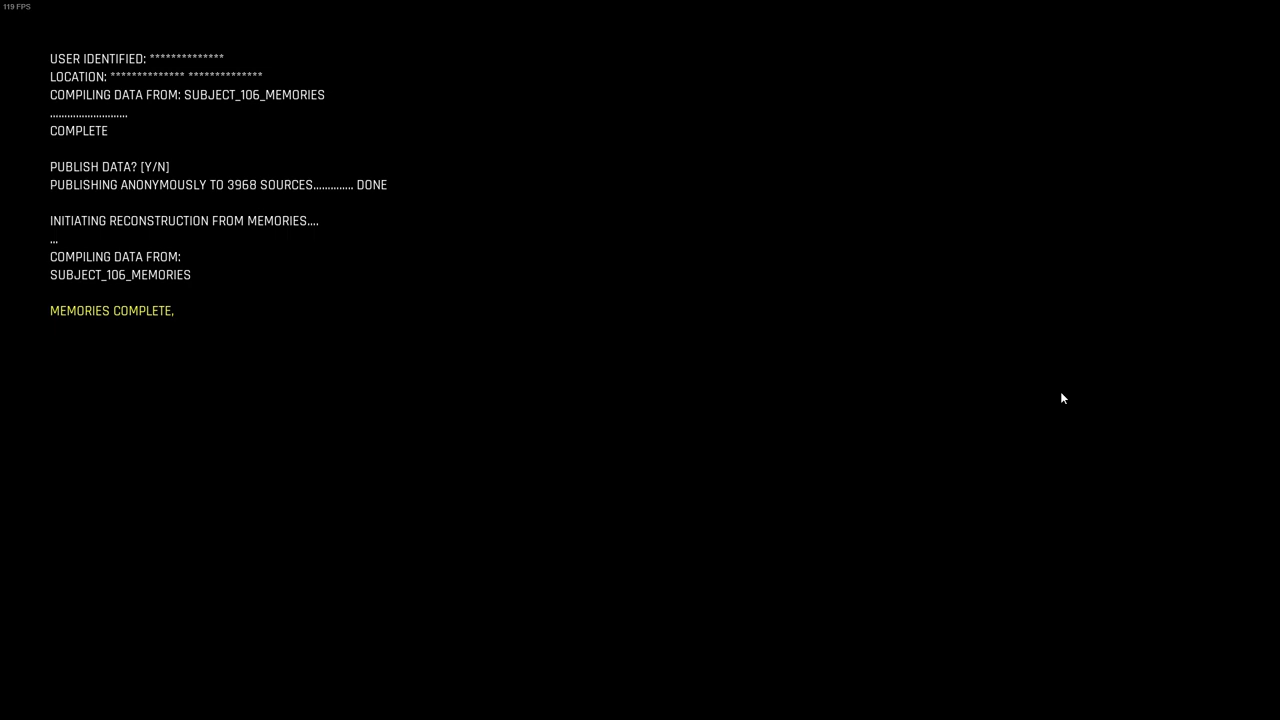 119 FPS
USER IDENTIFIED: **************
LOCATION: ************** **************
COMPILING DATA FROM: SUBJECT_106_MEMORIES
...........................
COMPLETE
PUBLISH DATA? [Y/N]
PUBLISHING ANONYMOUSLY TO 3968 SOURCES.............. DONE
INITIATING RECONSTRUCTION FROM MEMORIES....
...
COMPILING DATA FROM:
SUBJECT_106_MEMORIES
MEMORIES COMPLETE,